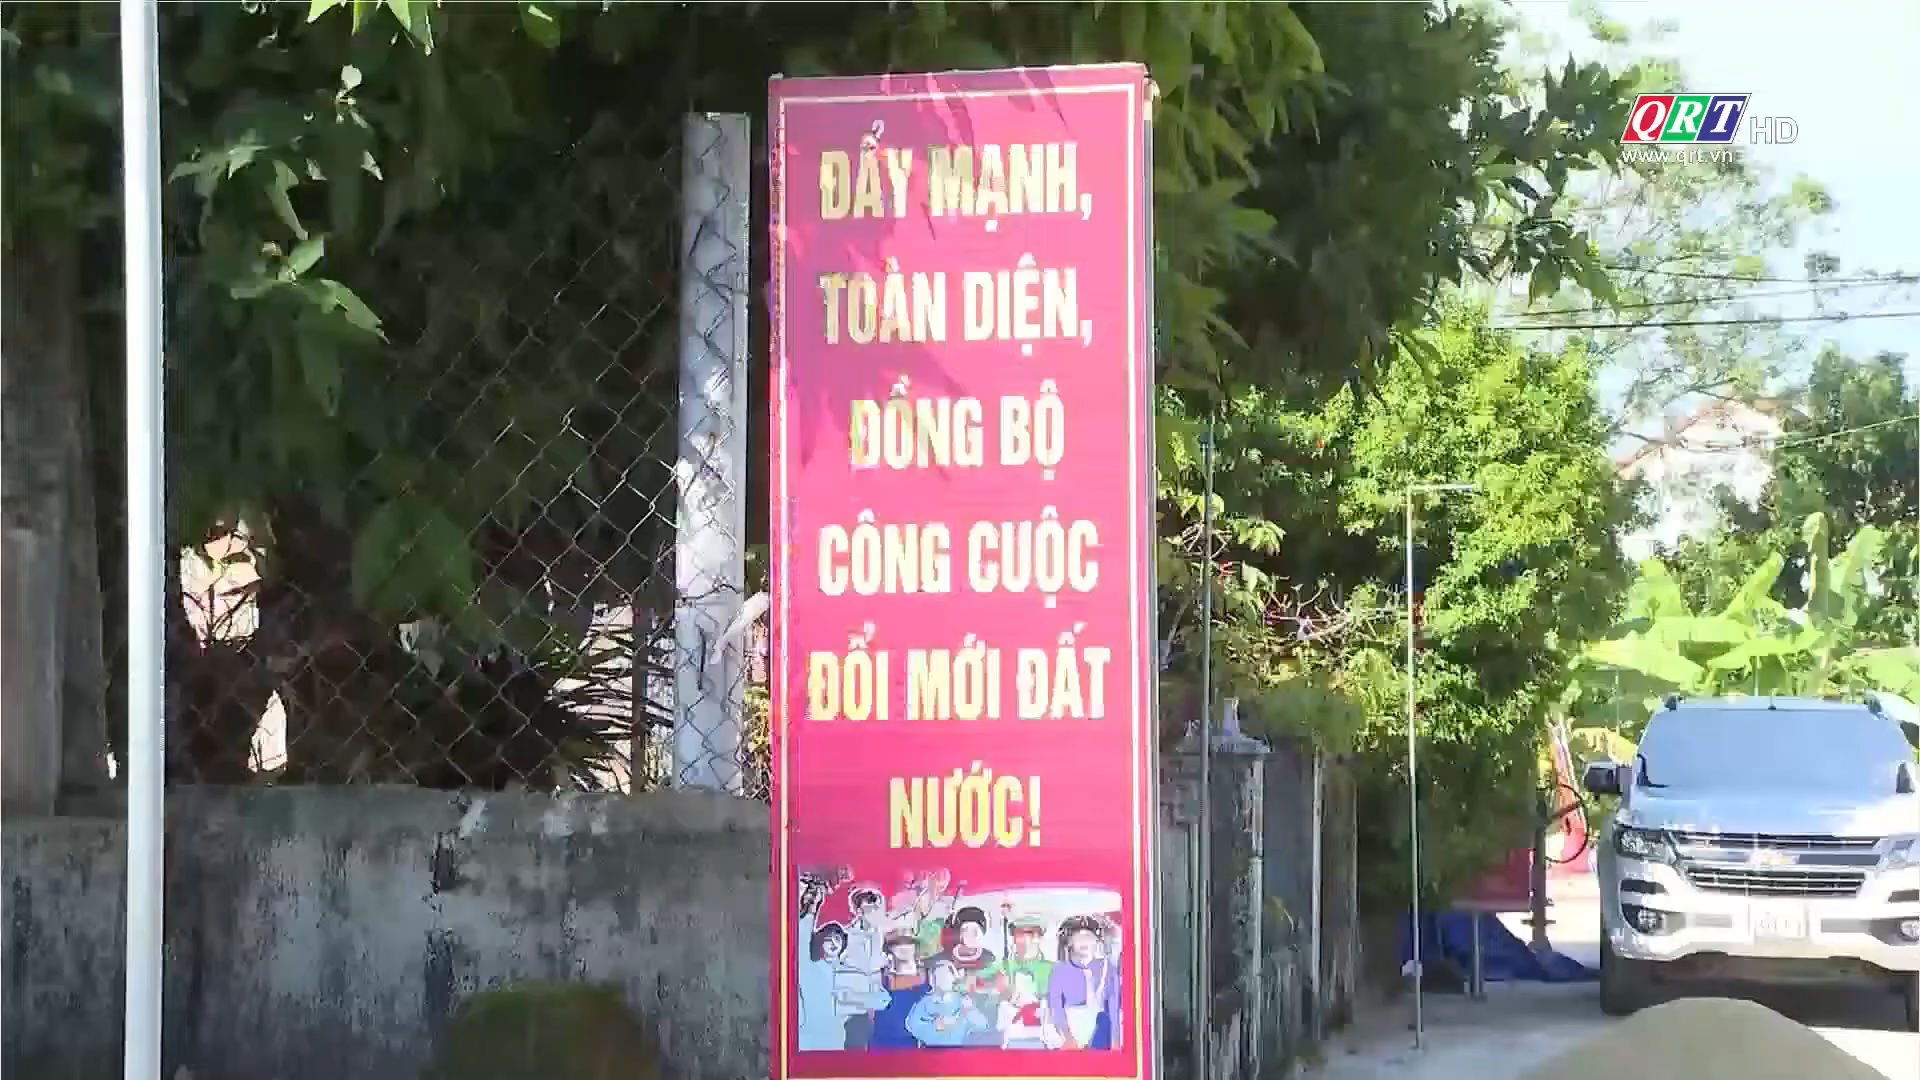 QRT HD
www.qrt.vn
ĐẨY MẠNH,
TOÀN DIỆN,
ĐỒNG BỘ
CÔNG CUỘC
ĐỔI MỚI ĐẤT
NƯỚC!